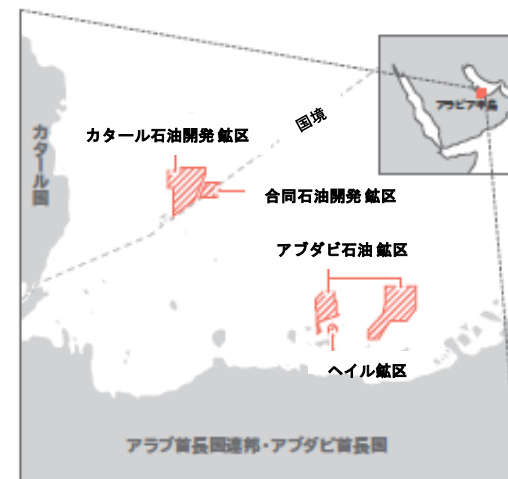 アラビア半島
国境
カタール石油開発 鉱区
カタール国
合同石油開発 鉱区
アブダビ石油 鉱区
ヘイル鉱区
アラブ首長国連邦・アブダビ首長国